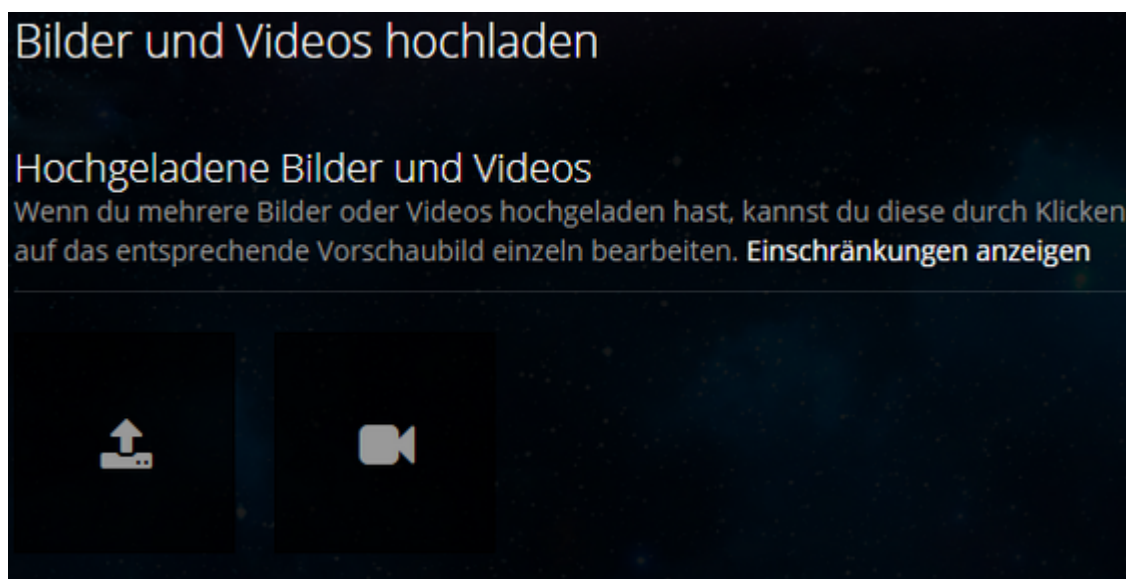 Bilder und Videos hochladen
Hochgeladene Bilder und Videos
Wenn du mehrere Bilder oder Videos hochgeladen hast, kannst du diese durch Klicken
auf das entsprechende Vorschaubild einzeln bearbeiten. Einschränkungen anzeigen